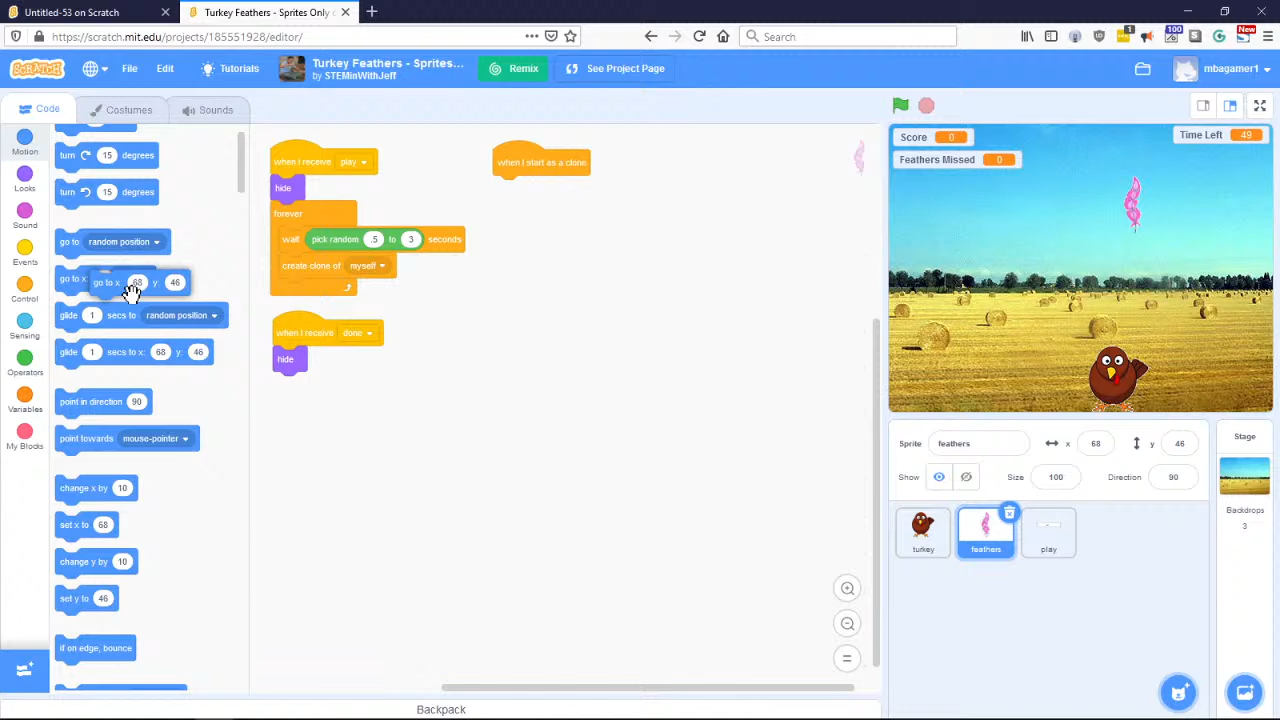 Untitled-53 on Scratch
Turkey Feathers - Sprites Only
https://scratch.mit.edu/projects/185551928/editor/
Search
1
100
New
SCRATCH
File
Edit
Tutorials
Turkey Feathers - Sprites...
by STEMinWithJeff
Remix
See Project Page
mbagamer1
Code
Costumes
Sounds
Motion
Looks
Sound
Events
Control
Sensing
Operators
Variables
My Blocks
turn 15 degrees
turn 15 degrees
go to random position
go to x:
go to x: 68 y: 46
glide 1 secs to random position
glide 1 secs to x: 68 y: 46
point in direction 90
point towards mouse-pointer
change x by 10
set x to 68
change y by 10
set y to 46
if on edge, bounce
when I receive play
hide
forever
wait pick random .5 to 3 seconds
create clone of myself
when I receive done
hide
when I start as a clone
Score 0
Feathers Missed 0
Time Left 49
Sprite feathers x 68 y 46
Show Size 100 Direction 90
turkey
feathers
play
Stage
Backdrops
3
Backpack